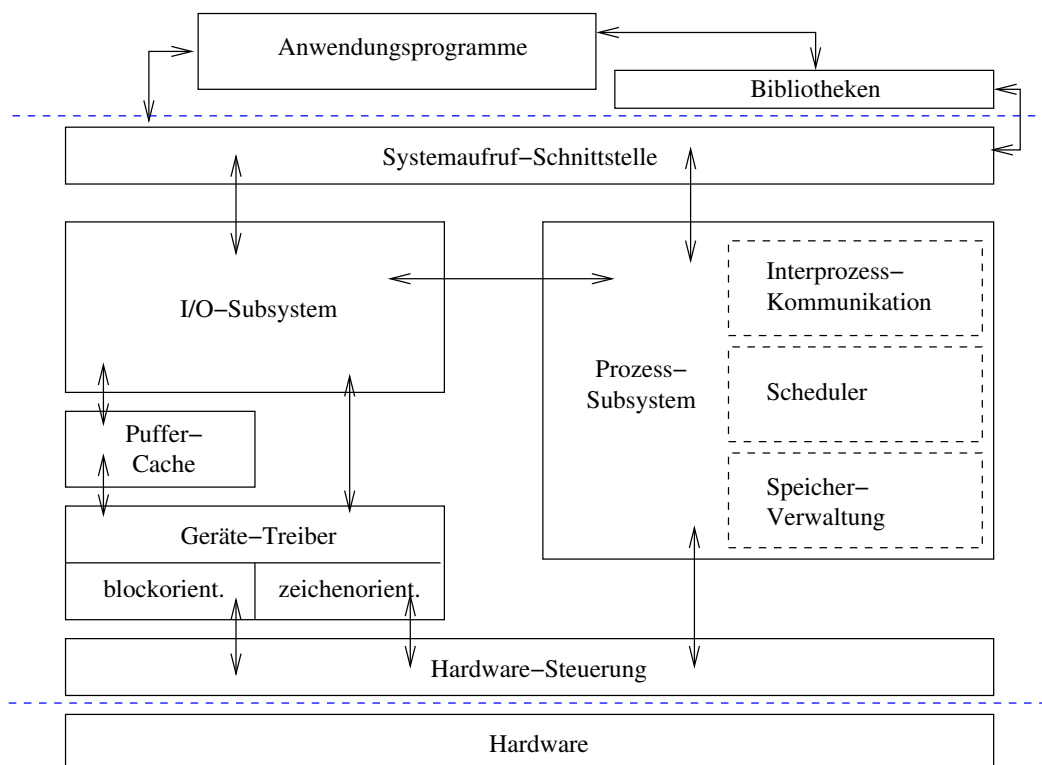 Anwendungsprogramme
Bibliotheken
Systemaufruf−Schnittstelle
I/O−Subsystem
Prozess−
Subsystem
Interprozess−
Kommunikation
Scheduler
Speicher−
Verwaltung
Puffer−
Cache
Geräte−Treiber
blockorient.
zeichenorient.
Hardware−Steuerung
Hardware